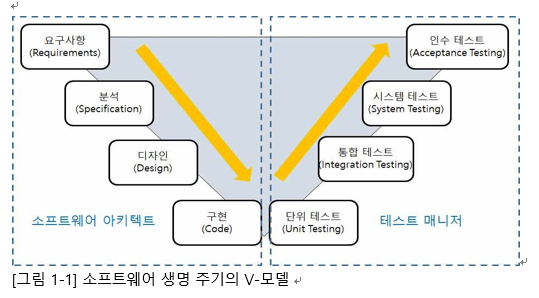 요구사항
(Requirements)
분석
(Specification)
디자인
(Design)
구현
(Code)
소프트웨어 아키텍트
인수 테스트
(Acceptance Testing)
시스템 테스트
(System Testing)
통합 테스트
(Integration Testing)
단위 테스트
(Unit Testing)
테스트 매니저
[그림 1-1] 소프트웨어 생명 주기의 V-모델